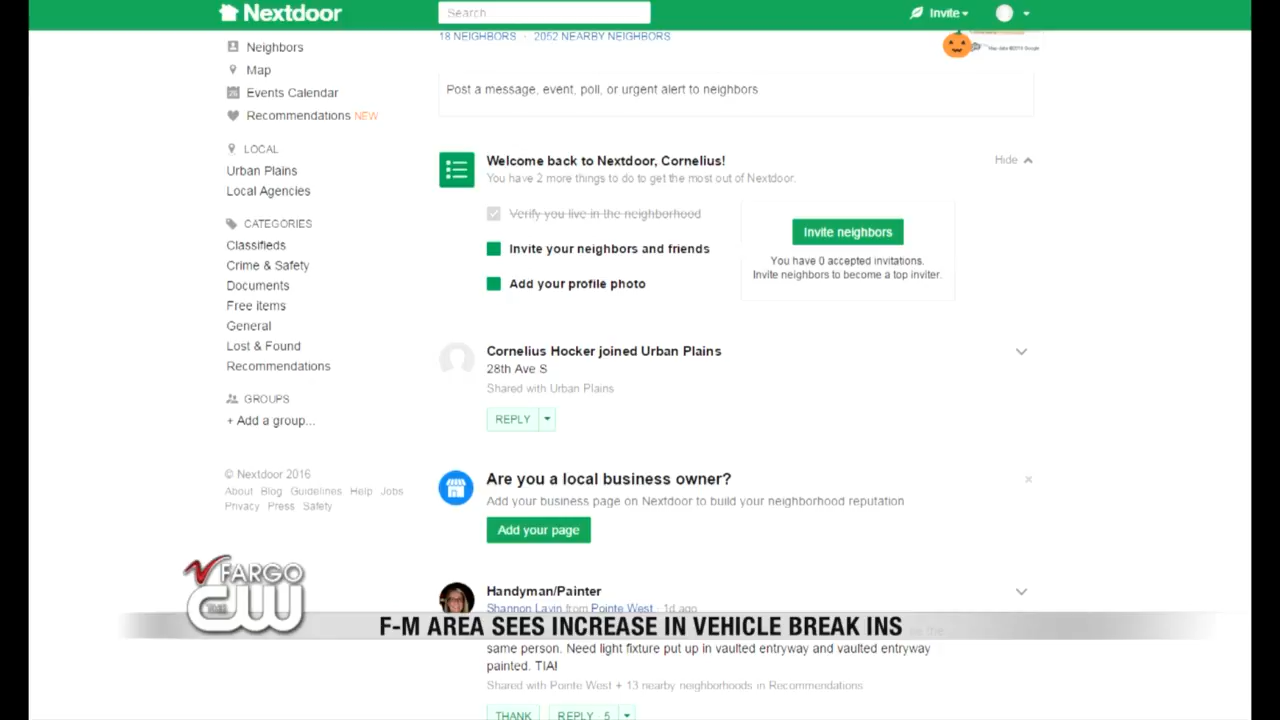 Nextdoor
Search
Invite
18 NEIGHBORS · 2052 NEARBY NEIGHBORS
Neighbors
Map
Events Calendar
Recommendations NEW
LOCAL
Urban Plains
Local Agencies
CATEGORIES
Classifieds
Crime & Safety
Documents
Free items
General
Lost & Found
Recommendations
GROUPS
+ Add a group...
© Nextdoor 2016
About Blog Guidelines Help Jobs
Privacy Press Safety
Map data ©2016 Google
Post a message, event, poll, or urgent alert to neighbors
Welcome back to Nextdoor, Cornelius!
Hide
You have 2 more things to do to get the most out of Nextdoor.
Verify you live in the neighborhood
Invite your neighbors and friends
Add your profile photo
Invite neighbors
You have 0 accepted invitations.
Invite neighbors to become a top inviter.
Cornelius Hocker joined Urban Plains
28th Ave S
Shared with Urban Plains
REPLY
Are you a local business owner?
Add your business page on Nextdoor to build your neighborhood reputation
Add your page
Handyman/Painter
Shannon Lavin from Pointe West · 1d ago
same person. Need light fixture put up in vaulted entryway and vaulted entryway
painted. TIA!
Shared with Pointe West + 13 nearby neighborhoods in Recommendations
THANK REPLY · 5
FARGO
CW
F-M AREA SEES INCREASE IN VEHICLE BREAK INS